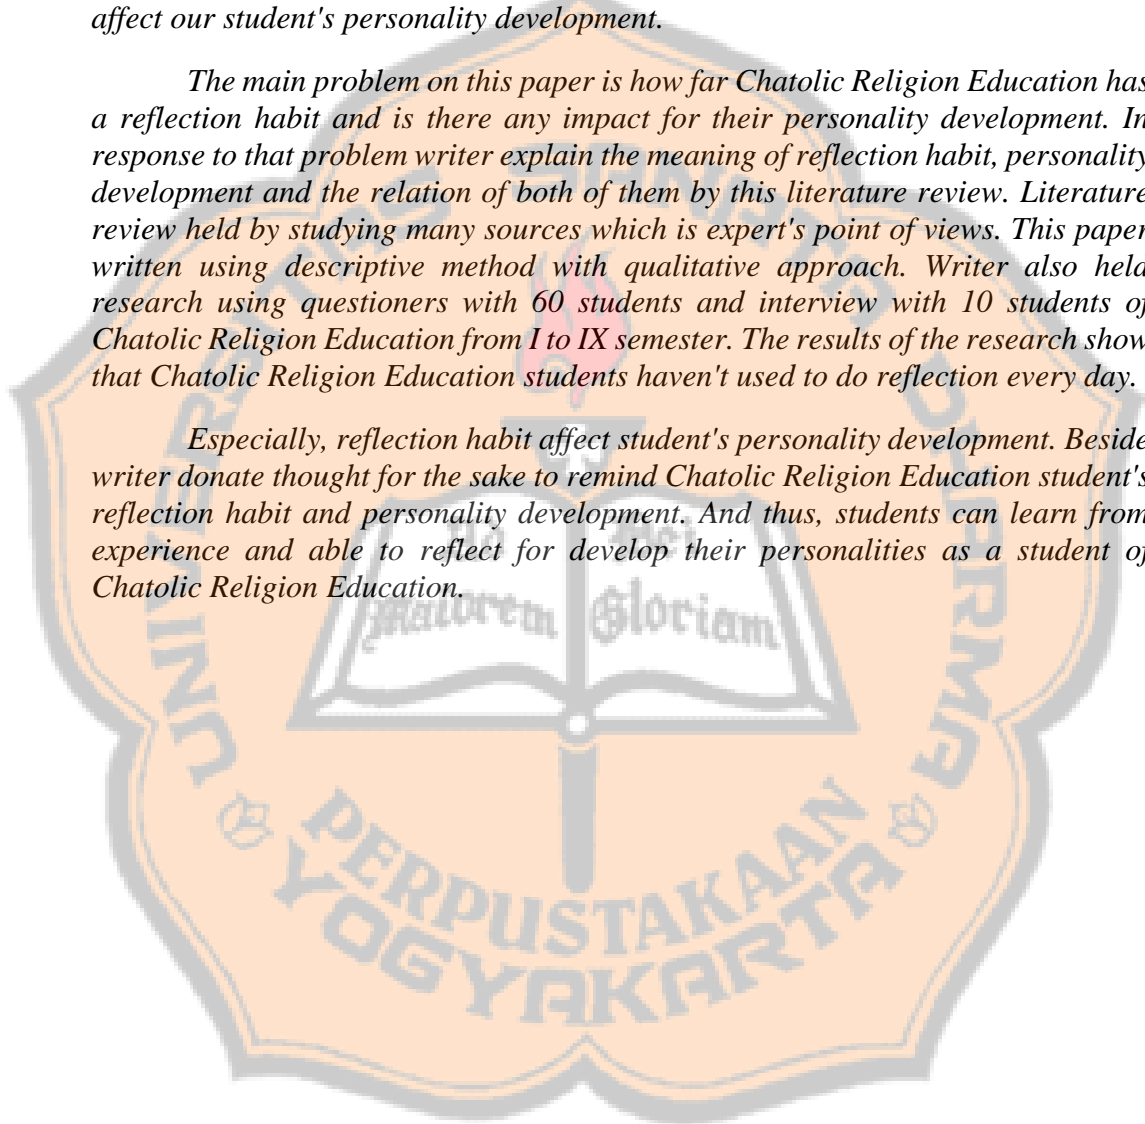 affect our student's personality development.
The main problem on this paper is how far Chatolic Religion Education has
a reflection habit and is there any impact for their personality development. In
response to that problem writer explain the meaning of reflection habit, personality
development and the relation of both of them by this literature review. Literature
review held by studying many sources which is expert's point of views. This paper
written using descriptive method with qualitative approach. Writer also held
research using questioners with 60 students and interview with 10 students of
Chatolic Religion Education from I to IX semester. The results of the research show
that Chatolic Religion Education students haven't used to do reflection every day.
Especially, reflection habit affect student's personality development. Beside
writer donate thought for the sake to remind Chatolic Religion Education student's
reflection habit and personality development. And thus, students can learn from
experience and able to reflect for develop their personalities as a student of
Chatolic Religion Education.
UNIVERSITAS SANATA DHARMA
Ad Dei
Maiorem Gloriam
PERPUSTAKAAN
YOGYAKARTA